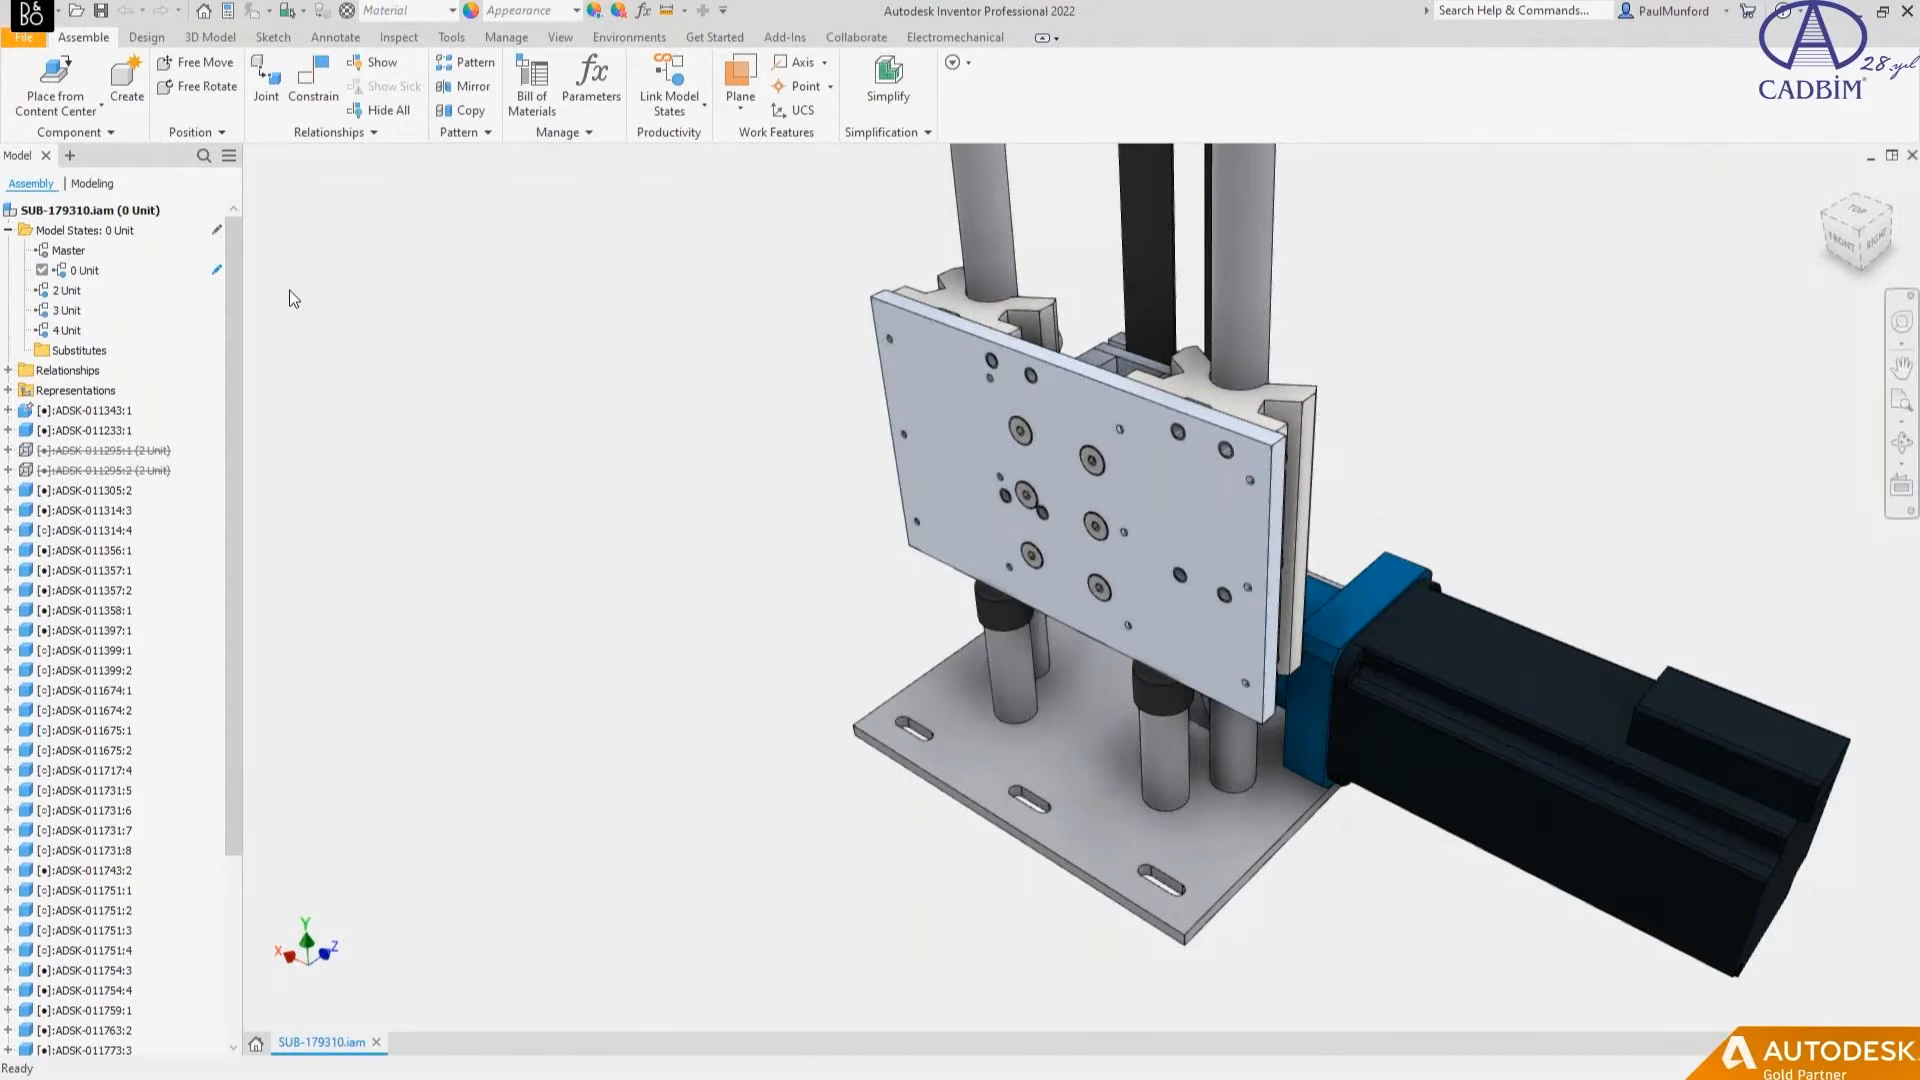 Material
Appearance
fx
Autodesk Inventor Professional 2022
Search Help & Commands...
PaulMunford
File
Assemble
Design
3D Model
Sketch
Annotate
Inspect
Tools
Manage
View
Environments
Get Started
Add-Ins
Collaborate
Electromechanical
28.yıl
CADBİM
Place from
Content Center
Create
Free Move
Free Rotate
Joint
Constrain
Show
Show Sick
Hide All
Pattern
Mirror
Copy
Bill of
Materials
fx
Parameters
Link Model
States
Plane
Axis
Point
UCS
Simplify
Component
Position
Relationships
Pattern
Manage
Productivity
Work Features
Simplification
Model
Assembly
Modeling
SUB-179310.iam (0 Unit)
Model States: 0 Unit
Master
0 Unit
2 Unit
3 Unit
4 Unit
Substitutes
Relationships
Representations
[●]:ADSK-011343:1
[●]:ADSK-011233:1
[●]:ADSK-011295:1 (2 Unit)
[●]:ADSK-011295:2 (2 Unit)
[●]:ADSK-011305:2
[●]:ADSK-011314:3
[○]:ADSK-011314:4
[●]:ADSK-011356:1
[●]:ADSK-011357:1
[●]:ADSK-011357:2
[●]:ADSK-011358:1
[●]:ADSK-011397:1
[○]:ADSK-011399:1
[○]:ADSK-011399:2
[○]:ADSK-011674:1
[○]:ADSK-011674:2
[○]:ADSK-011675:1
[○]:ADSK-011675:2
[○]:ADSK-011717:4
[○]:ADSK-011731:5
[○]:ADSK-011731:6
[○]:ADSK-011731:7
[○]:ADSK-011731:8
[●]:ADSK-011743:2
[○]:ADSK-011751:1
[○]:ADSK-011751:2
[○]:ADSK-011751:3
[○]:ADSK-011751:4
[●]:ADSK-011754:3
[●]:ADSK-011754:4
[○]:ADSK-011759:1
[○]:ADSK-011763:2
[●]:ADSK-011773:3
TOP
FRONT
RIGHT
Y
X
Z
SUB-179310.iam
Ready
AUTODESK
Gold Partner